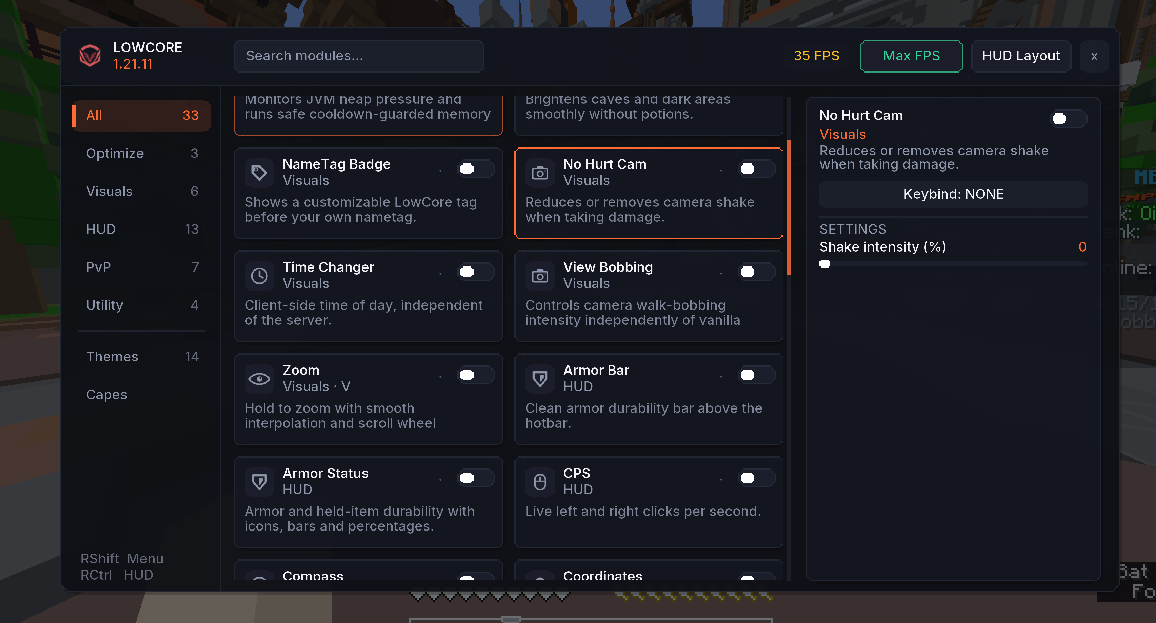 LOWCORE
1.21.11
Search modules...
35 FPS
Max FPS
HUD Layout
x
All 33
Optimize 3
Visuals 6
HUD 13
PvP 7
Utility 4
Themes 14
Capes
RShift Menu
RCtrl HUD
Monitors JVM heap pressure and
runs safe cooldown-guarded memory
Brightens caves and dark areas
smoothly without potions.
NameTag Badge
Visuals
Shows a customizable LowCore tag
before your own nametag.
No Hurt Cam
Visuals
Reduces or removes camera shake
when taking damage.
Time Changer
Visuals
Client-side time of day, independent
of the server.
View Bobbing
Visuals
Controls camera walk-bobbing
intensity independently of vanilla
Zoom
Visuals · V
Hold to zoom with smooth
interpolation and scroll wheel
Armor Bar
HUD
Clean armor durability bar above the
hotbar.
Armor Status
HUD
Armor and held-item durability with
icons, bars and percentages.
CPS
HUD
Live left and right clicks per second.
Compass
Coordinates
No Hurt Cam
Visuals
Reduces or removes camera shake
when taking damage.
Keybind: NONE
SETTINGS
Shake intensity (%) 0